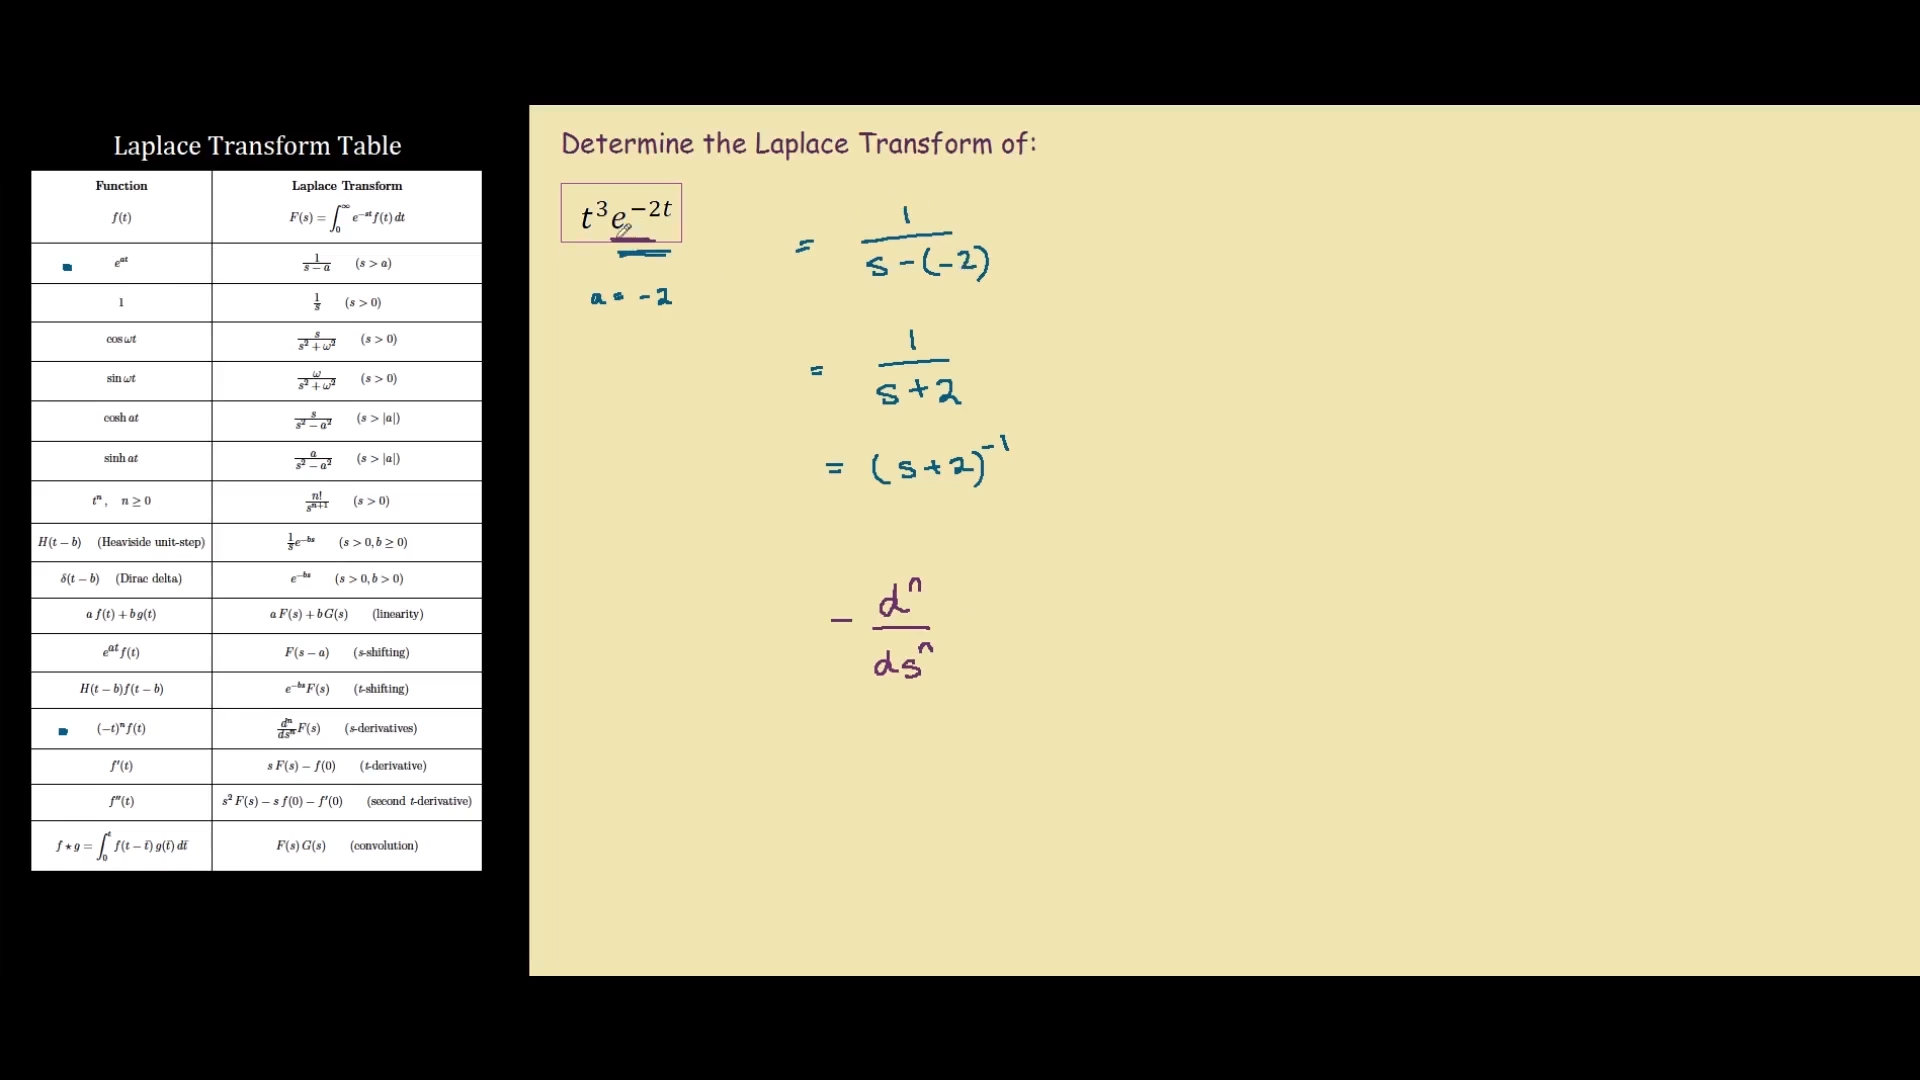 Laplace Transform Table
Function Laplace Transform
f(t) F(s) = ∫₀^∞ e^{−st} f(t) dt
e^{at} 1/(s − a) (s > a)
1 1/s (s > 0)
cos ωt s/(s² + ω²) (s > 0)
sin ωt ω/(s² + ω²) (s > 0)
cosh at s/(s² − a²) (s > |a|)
sinh at a/(s² − a²) (s > |a|)
tⁿ, n ≥ 0 n!/s^{n+1} (s > 0)
H(t − b) (Heaviside unit-step) 1/s e^{−bs} (s > 0, b ≥ 0)
δ(t − b) (Dirac delta) e^{−bs} (s > 0, b > 0)
a f(t) + b g(t) a F(s) + b G(s) (linearity)
e^{at} f(t) F(s − a) (s-shifting)
H(t − b)f(t − b) e^{−bs}F(s) (t-shifting)
(−t)ⁿ f(t) dⁿ/dsⁿ F(s) (s-derivatives)
f′(t) s F(s) − f(0) (t-derivative)
f″(t) s² F(s) − s f(0) − f′(0) (second t-derivative)
f ⋆ g = ∫₀^t f(t − t̄) g(t̄) dt̄ F(s) G(s) (convolution)
Determine the Laplace Transform of:
t³e^{−2t}
a = -2
= 1/(s-(-2))
= 1/(s+2)
= (s+2)^{-1}
- dⁿ/dsⁿ